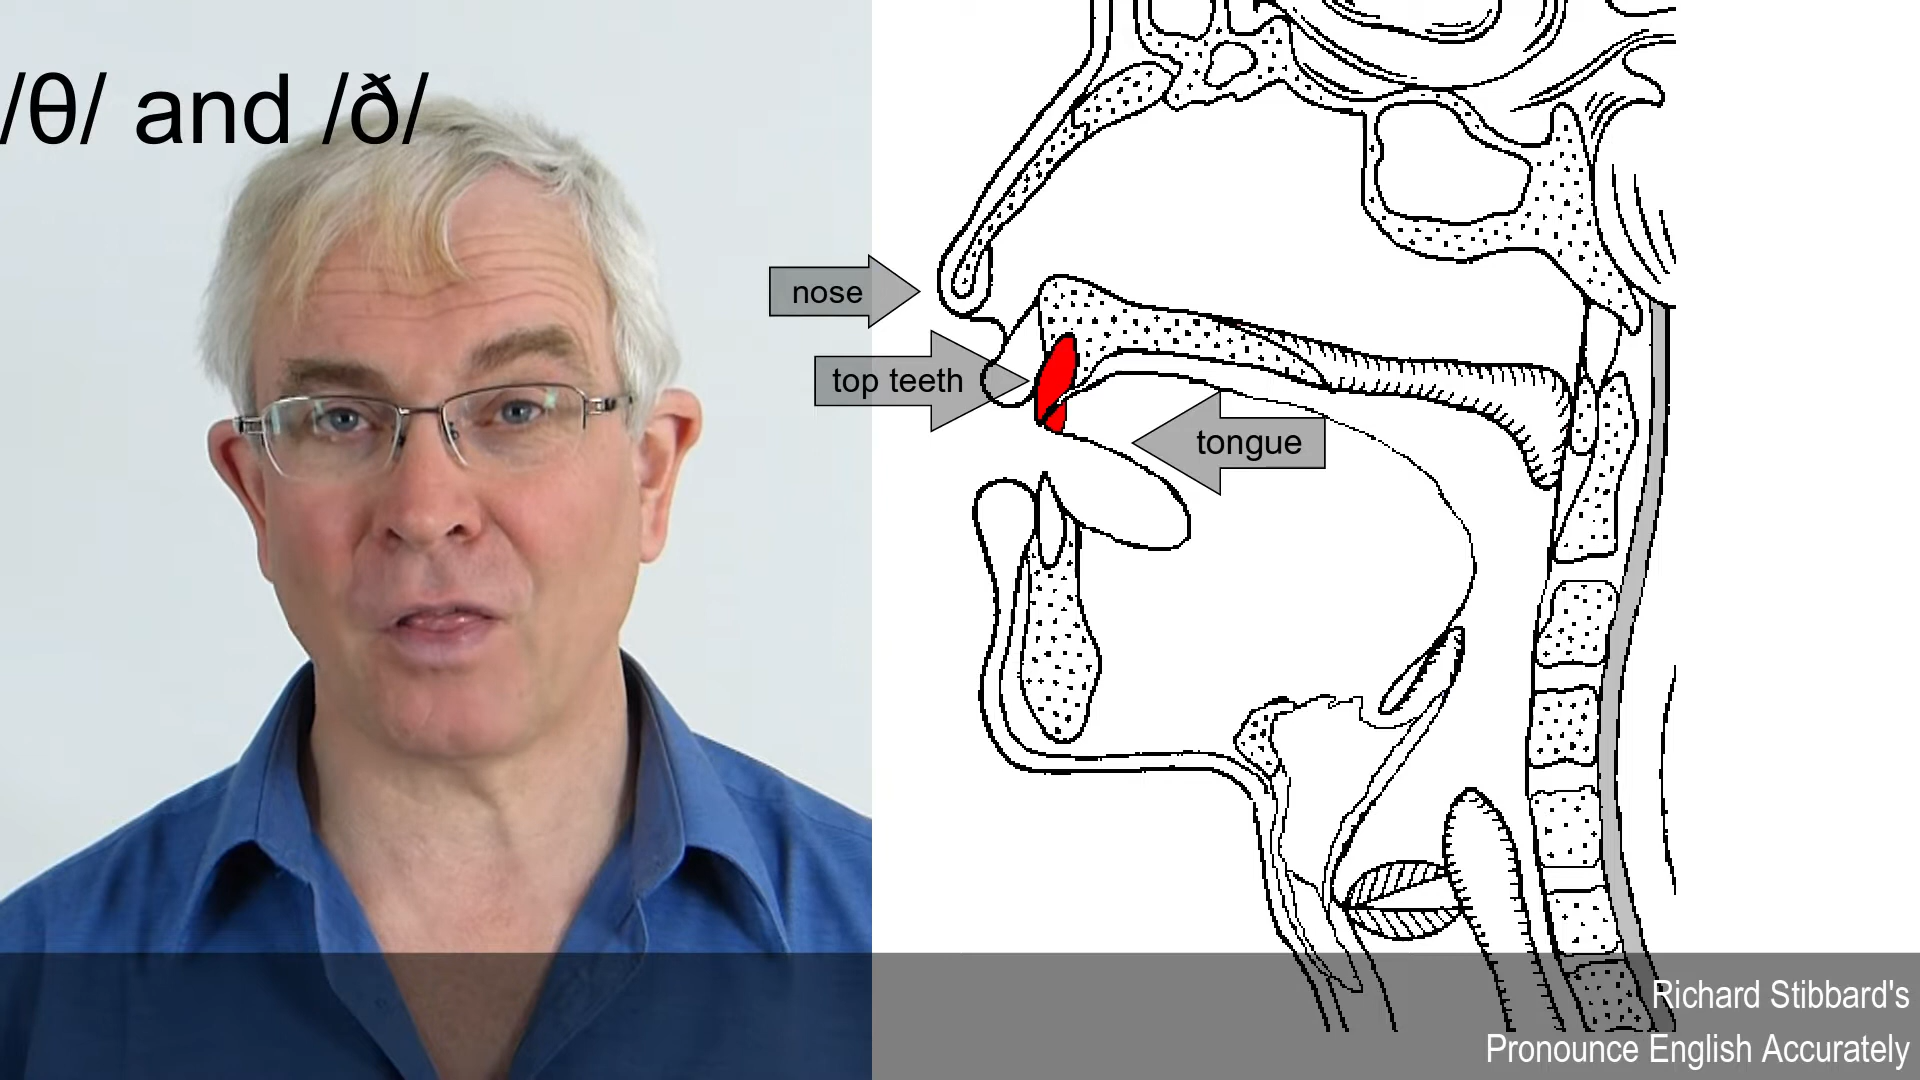 /θ/ and /ð/
nose
top teeth
tongue
Richard Stibbard's
Pronounce English Accurately